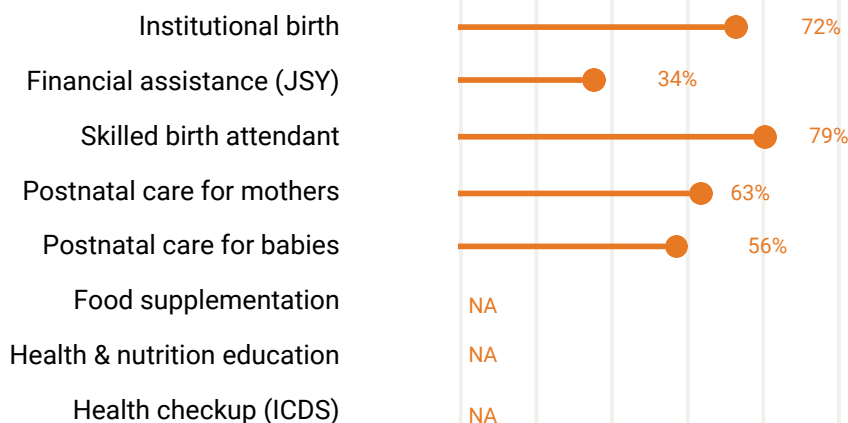 Institutional birth 72%
Financial assistance (JSY) 34%
Skilled birth attendant 79%
Postnatal care for mothers 63%
Postnatal care for babies 56%
Food supplementation NA
Health & nutrition education NA
Health checkup (ICDS) NA